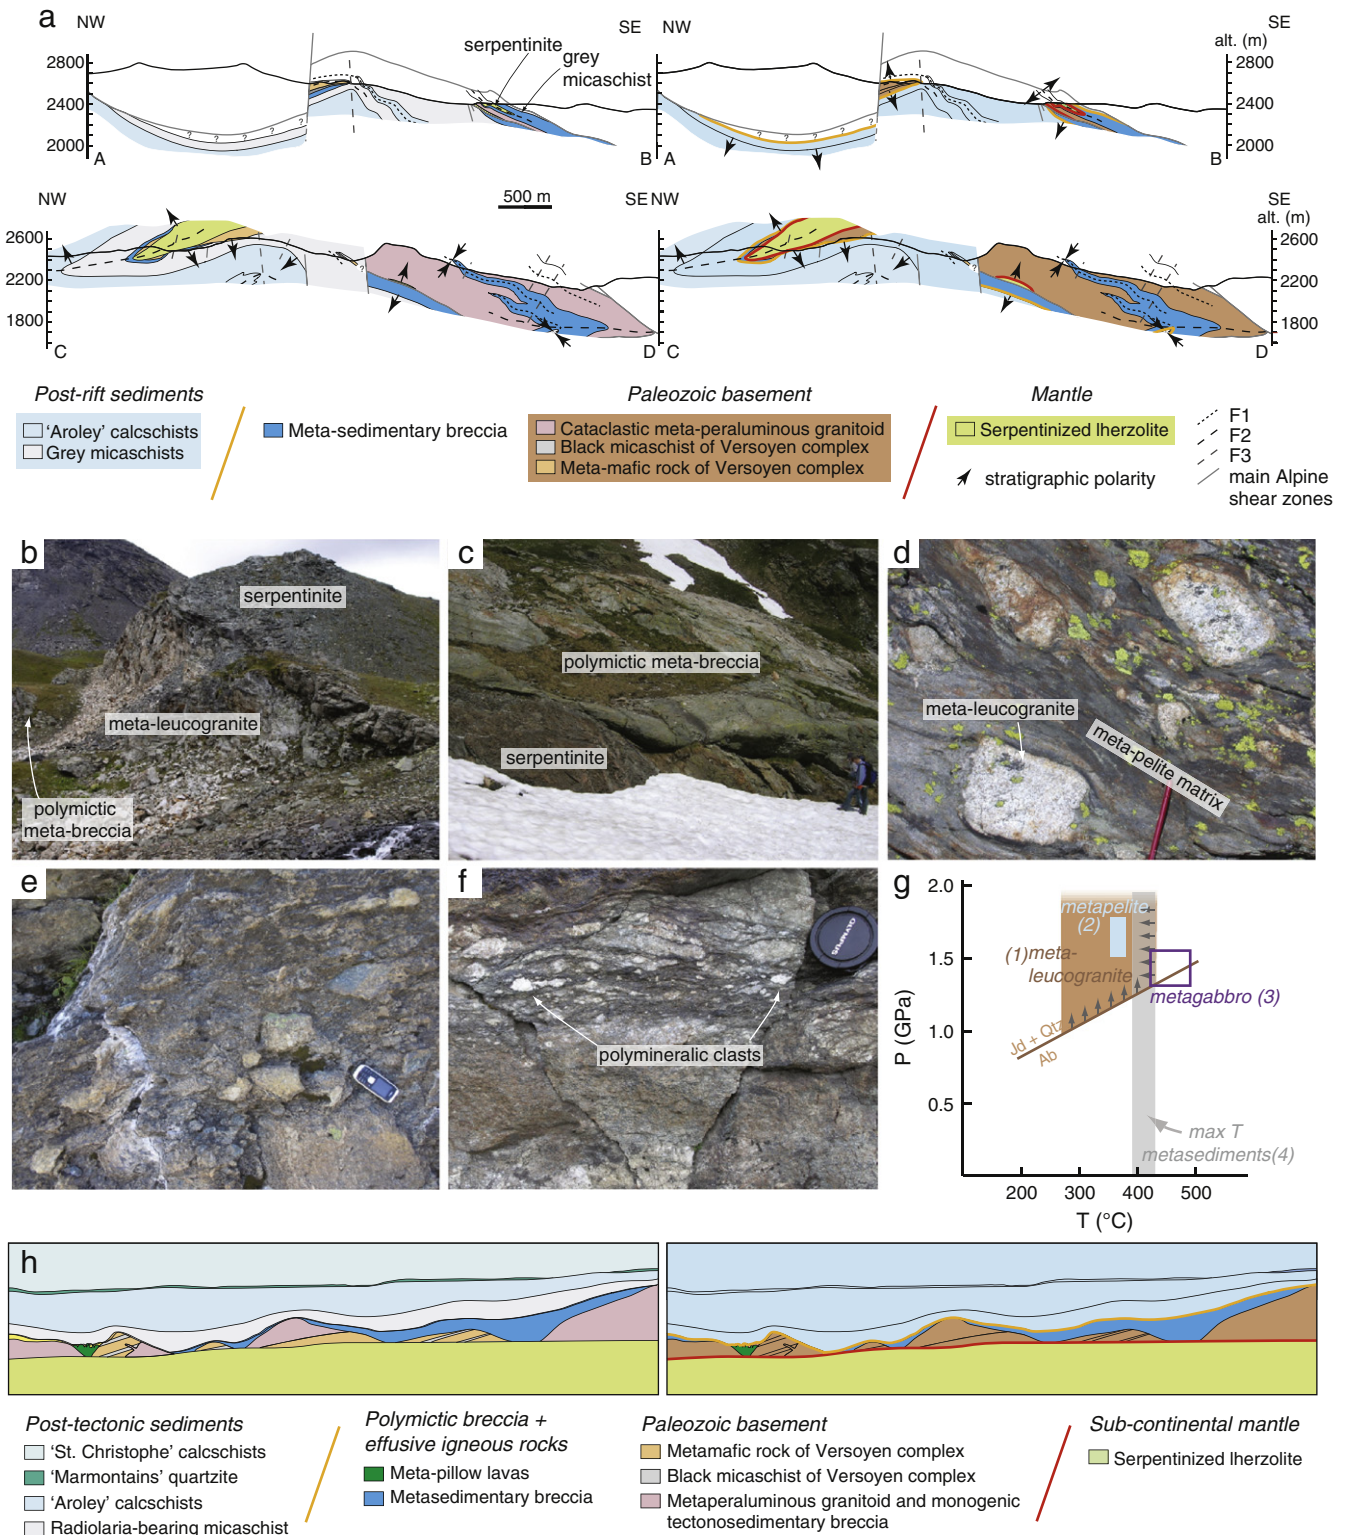 a
NW
SE
NW
SE
serpentinite
grey
micaschist
alt. (m)
2800
2400
2000
A
B
A
B
2800
2400
2000
? ? ? ? ?
? ? ? ? ?
NW
500 m
SE
NW
SE
alt. (m)
2600
2200
1800
?
?
C
D
C
D
2600
2200
1800
Post-rift sediments
'Aroley' calcschists
Grey micaschists
Meta-sedimentary breccia
Paleozoic basement
Cataclastic meta-peraluminous granitoid
Black micaschist of Versoyen complex
Meta-mafic rock of Versoyen complex
Mantle
Serpentinized lherzolite
stratigraphic polarity
F1
F2
F3
main Alpine
shear zones
b
serpentinite
meta-leucogranite
polymictic
meta-breccia
c
polymictic meta-breccia
serpentinite
d
meta-leucogranite
meta-pelite matrix
e
f
polymineralic clasts
OLYMPUS
g
2.0
1.5
1.0
0.5
P (GPa)
metapelite
(2)
(1) meta-
leucogranite
metagabbro (3)
Jd + Qtz
Ab
max T
metasediments(4)
200
300
400
500
T (°C)
h
Post-tectonic sediments
'St. Christophe' calcschists
'Marmontains' quartzite
'Aroley' calcschists
Radiolaria-bearing micaschist
Polymictic breccia +
effusive igneous rocks
Meta-pillow lavas
Metasedimentary breccia
Paleozoic basement
Metamafic rock of Versoyen complex
Black micaschist of Versoyen complex
Metaperaluminous granitoid and monogenic
tectonosedimentary breccia
Sub-continental mantle
Serpentinized lherzolite